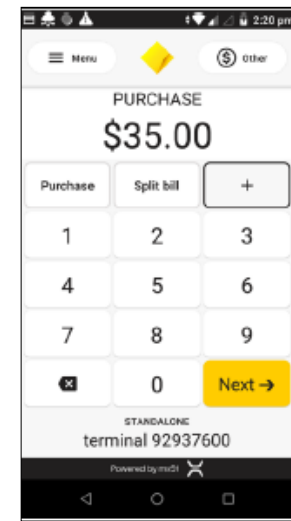 2:20 pm
Menu
$ Other
PURCHASE
$35.00
Purchase Split bill +
1 2 3
4 5 6
7 8 9
0 Next →
STANDALONE
terminal 92937600
Powered by mx51